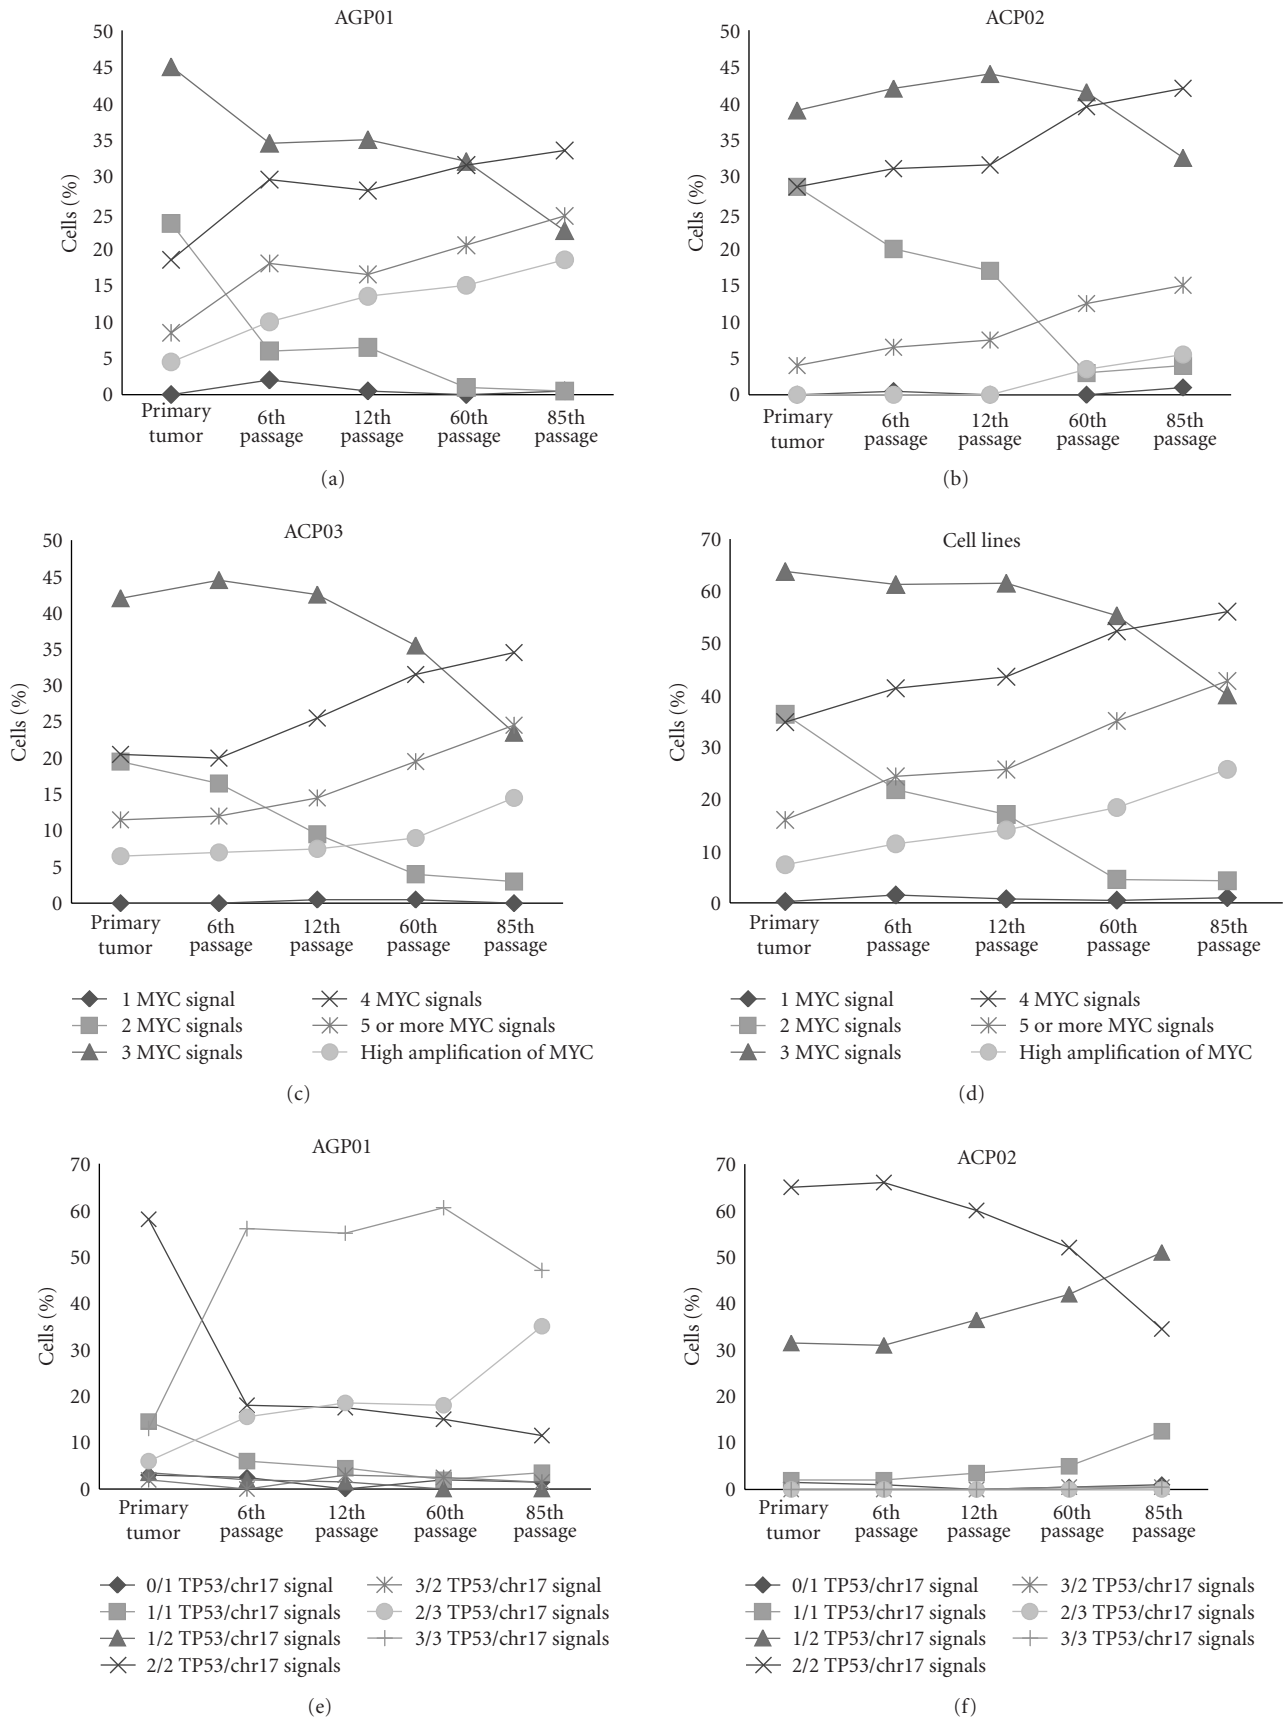 AGP01
50
45
40
35
30
25
20
15
10
5
0
Cells (%)
Primary tumor
6th passage
12th passage
60th passage
85th passage
(a)
ACP02
50
45
40
35
30
25
20
15
10
5
0
Cells (%)
Primary tumor
6th passage
12th passage
60th passage
85th passage
(b)
ACP03
50
45
40
35
30
25
20
15
10
5
0
Cells (%)
Primary tumor
6th passage
12th passage
60th passage
85th passage
1 MYC signal
2 MYC signals
3 MYC signals
4 MYC signals
5 or more MYC signals
High amplification of MYC
(c)
Cell lines
70
60
50
40
30
20
10
0
Cells (%)
Primary tumor
6th passage
12th passage
60th passage
85th passage
1 MYC signal
2 MYC signals
3 MYC signals
4 MYC signals
5 or more MYC signals
High amplification of MYC
(d)
AGP01
70
60
50
40
30
20
10
0
Cells (%)
Primary tumor
6th passage
12th passage
60th passage
85th passage
0/1 TP53/chr17 signal
1/1 TP53/chr17 signals
1/2 TP53/chr17 signals
2/2 TP53/chr17 signals
3/2 TP53/chr17 signal
2/3 TP53/chr17 signals
3/3 TP53/chr17 signals
(e)
ACP02
70
60
50
40
30
20
10
0
Cells (%)
Primary tumor
6th passage
12th passage
60th passage
85th passage
0/1 TP53/chr17 signal
1/1 TP53/chr17 signals
1/2 TP53/chr17 signals
2/2 TP53/chr17 signals
3/2 TP53/chr17 signals
2/3 TP53/chr17 signals
3/3 TP53/chr17 signals
(f)